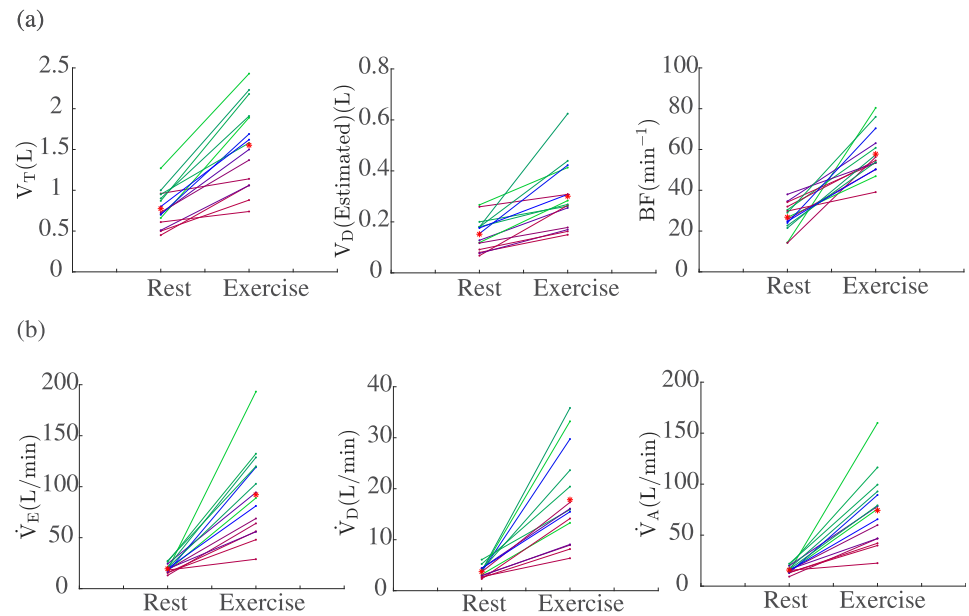 (a)
2.5
2
1.5
1
0.5
0
V_T(L)
Rest Exercise
0.8
0.6
0.4
0.2
0
V_D(Estimated)(L)
Rest Exercise
100
80
60
40
20
0
BF(min⁻¹)
Rest Exercise
(b)
200
150
100
50
0
V̇_E(L/min)
Rest Exercise
40
30
20
10
0
V̇_D(L/min)
Rest Exercise
200
150
100
50
0
V̇_A(L/min)
Rest Exercise